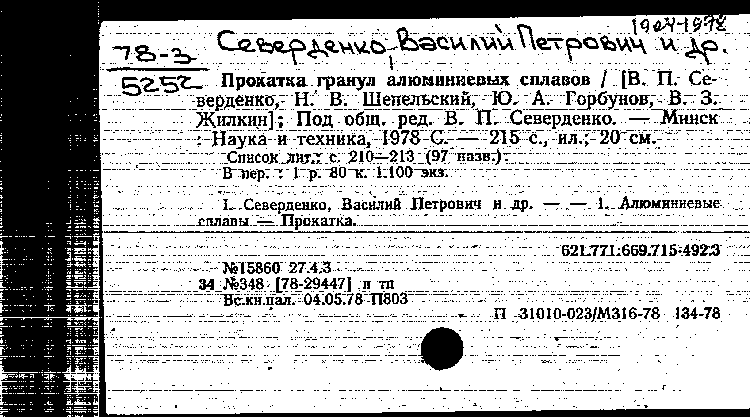 1904-1978
78-3 Северденко, Василий Петрович и др.
5252 Прокатка гранул алюминиевых сплавов / [В. П. Се-
верденко, Н. В. Шепельский, Ю. А. Горбунов, В. З.
Жилкин]; Под общ. ред. В. П. Северденко. — Минск
: Наука и техника, 1978 С. — 215 с., ил.; 20 см.
Список лит.: с. 210—213 (97 назв.).
В пер. : 1 р. 80 к. 1.100 экз.
I. Северденко, Василий Петрович и др. — — 1. Алюминиевые
сплавы — Прокатка.
621.771:669.715-492.3
№15860 27.4.3
34 №348 [78-29447] п тп
Вс.кн.пал. 04.05.78 П803
П 31010-023/М316-78 134-78